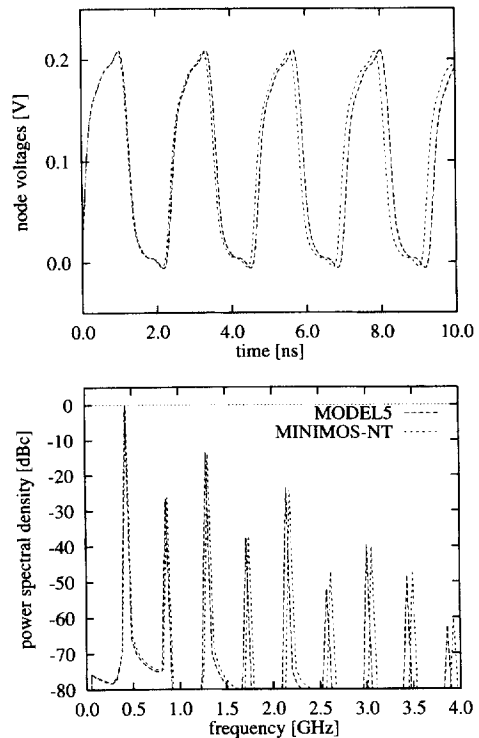 node voltages [V]
0.2
0.1
0.0
0.0 2.0 4.0 6.0 8.0 10.0
time [ns]
power spectral density [dBc]
0
-10
-20
-30
-40
-50
-60
-70
-80
MODEL5
MINIMOS-NT
0.0 0.5 1.0 1.5 2.0 2.5 3.0 3.5 4.0
frequency [GHz]